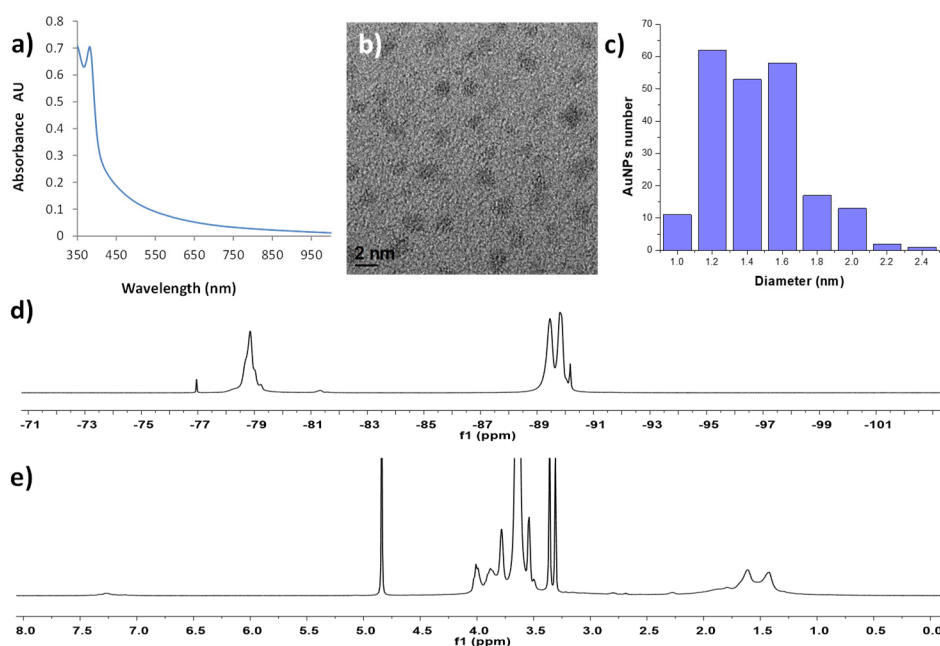 a)
0.8
0.7
0.6
0.5
0.4
0.3
0.2
0.1
0
Absorbance AU
350 450 550 650 750 850 950
Wavelength (nm)
b)
2 nm
c)
70
60
50
40
30
20
10
0
AuNPs number
1.0 1.2 1.4 1.6 1.8 2.0 2.2 2.4
Diameter (nm)
d)
-71 -73 -75 -77 -79 -81 -83 -85 -87 -89 -91 -93 -95 -97 -99 -101
f1 (ppm)
e)
8.0 7.5 7.0 6.5 6.0 5.5 5.0 4.5 4.0 3.5 3.0 2.5 2.0 1.5 1.0 0.5 0.0
f1 (ppm)